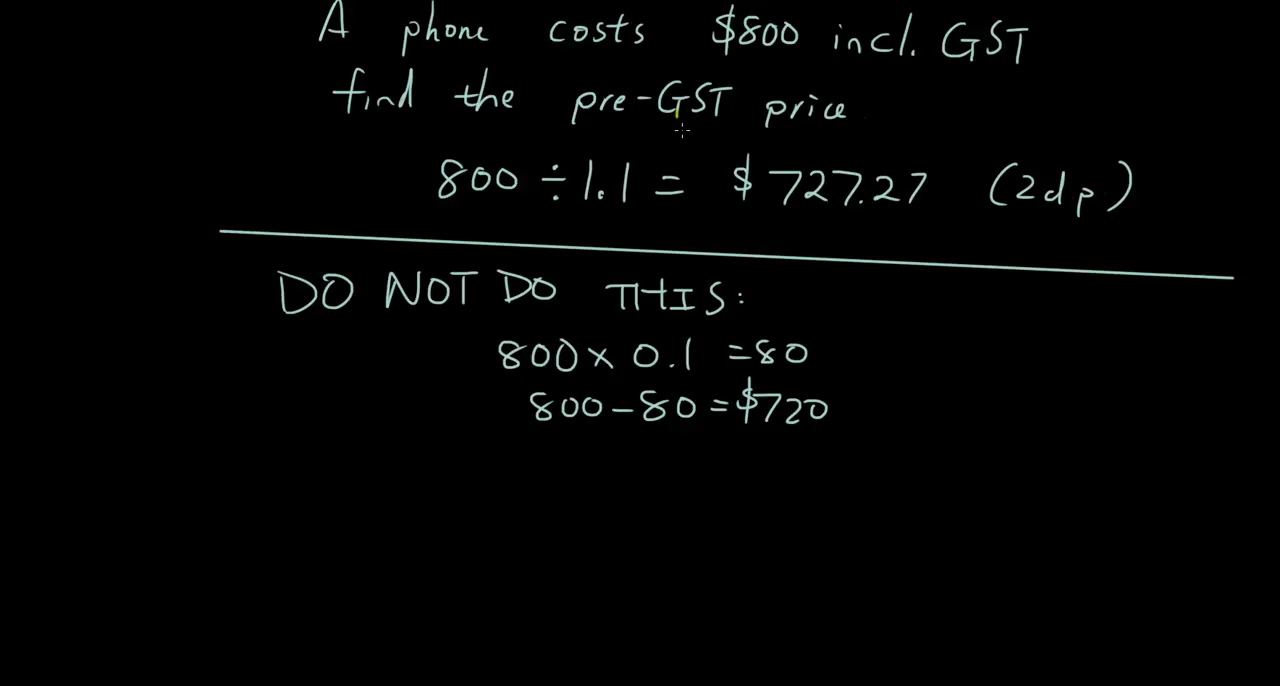 A phone costs $800 incl. GST
find the pre-GST price
800 ÷ 1.1 = $727.27 (2dp)
DO NOT DO THIS:
800 x 0.1 = 80
800 - 80 = $720